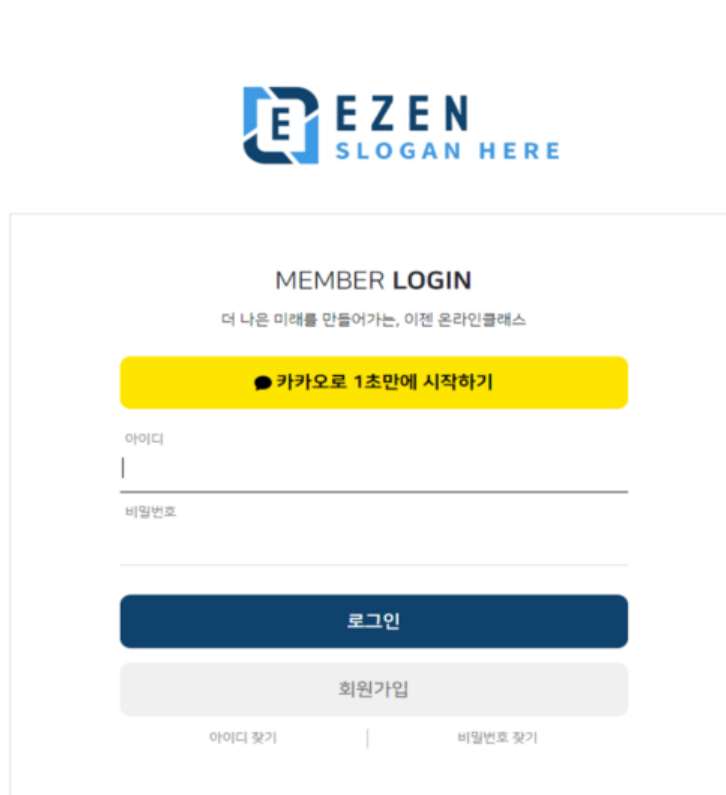 E
EZEN
SLOGAN HERE
MEMBER LOGIN
더 나은 미래를 만들어가는, 이젠 온라인클래스
카카오로 1초만에 시작하기
아이디
비밀번호
로그인
회원가입
아이디 찾기 | 비밀번호 찾기